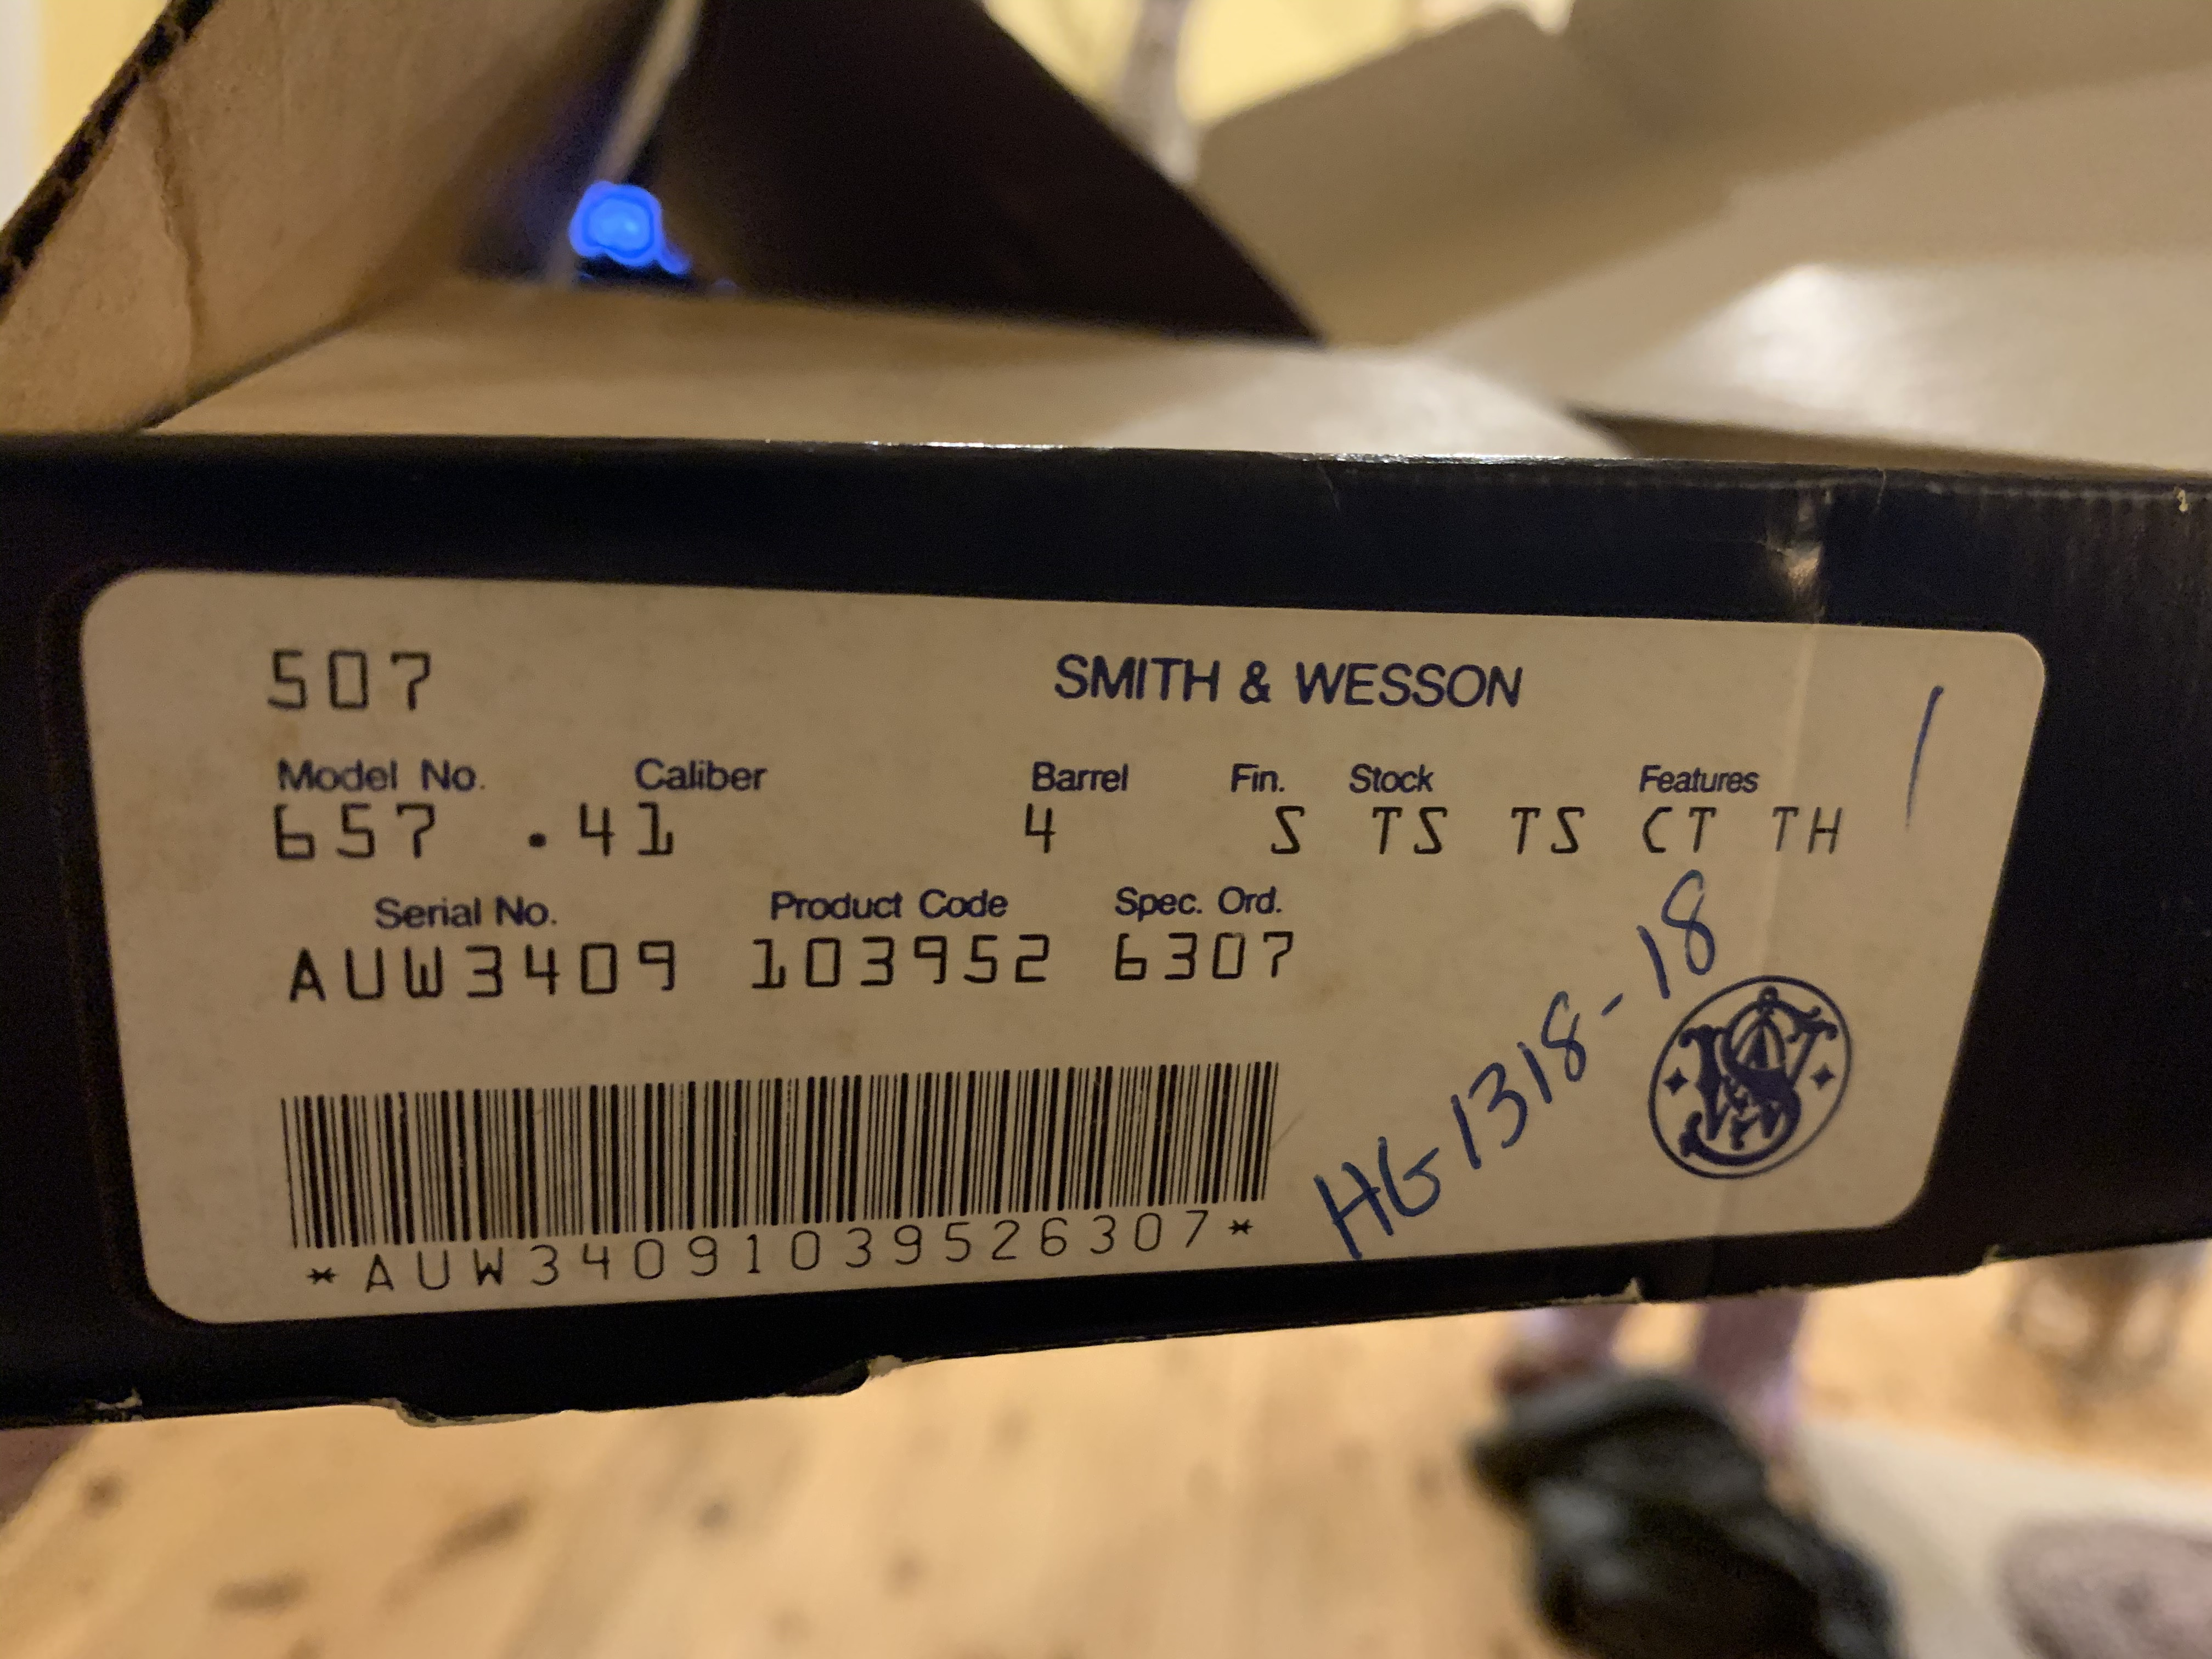 507 SMITH & WESSON
Model No. Caliber Barrel Fin. Stock Features
657 .41 4 S TS TS CT TH
Serial No. Product Code Spec. Ord.
AUW3409 103952 6307
HG1318-18
*AUW34091039526307*